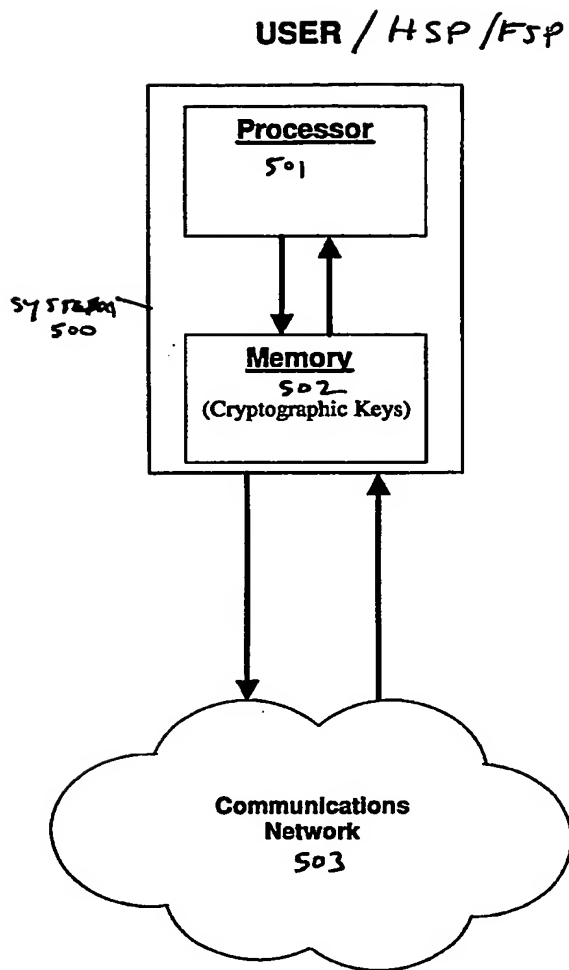 USER / HSP / FSP
Processor
501
SYSTEM
500
Memory
502
(Cryptographic Keys)
Communications
Network
503